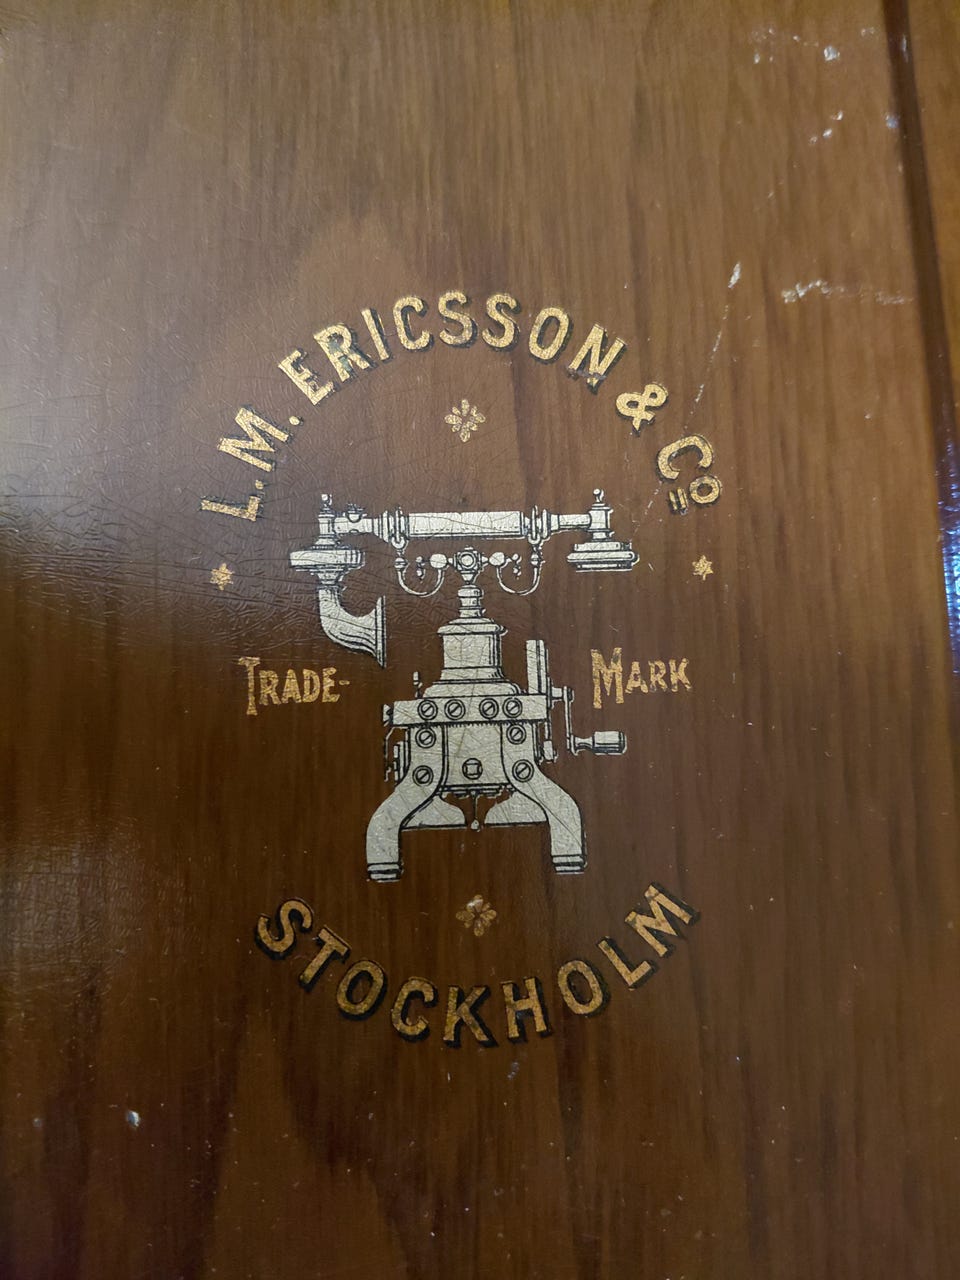 L.M. ERICSSON & Cº
TRADE-MARK
STOCKHOLM